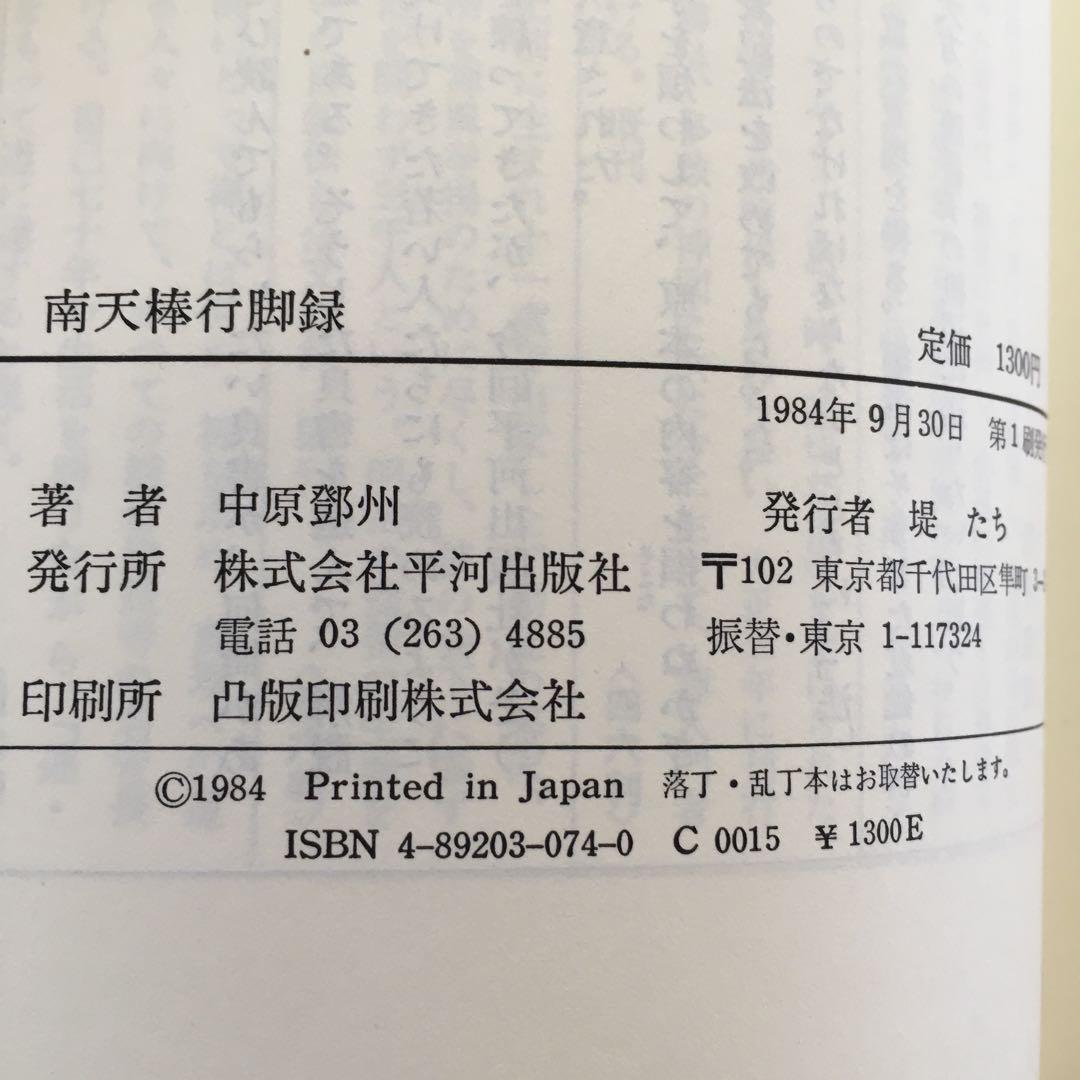 南天棒行脚録
定価 1300円
1984年9月30日 第1刷発行
著 者 中原鄧州
発行者 堤 たち
発行所 株式会社平河出版社
〒102 東京都千代田区隼町 3-
電話 03 (263) 4885
振替・東京 1-117324
印刷所 凸版印刷株式会社
©1984 Printed in Japan 落丁・乱丁本はお取替いたします。
ISBN 4-89203-074-0 C 0015 ¥ 1300E